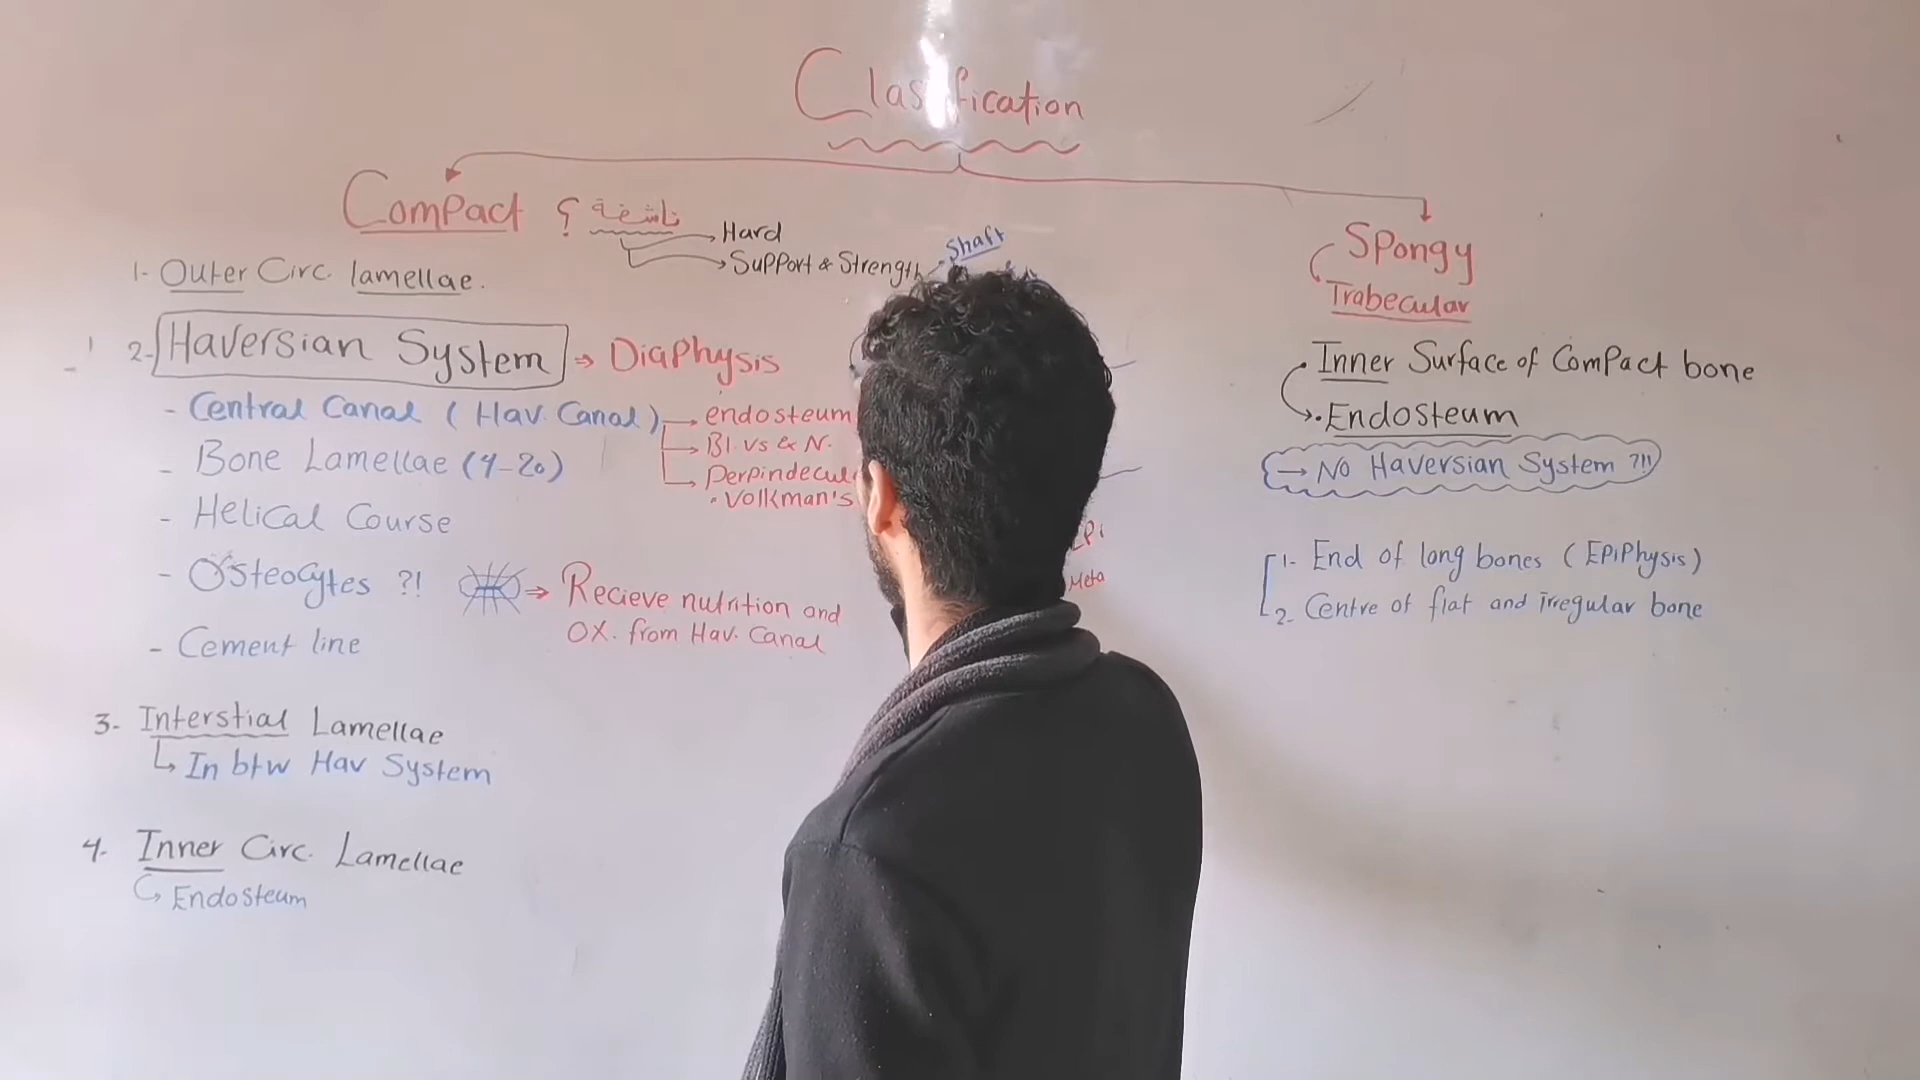 Classification
Compact ؟ ناشفة
Hard
Support & Strength
Shaft
1- Outer Circ. lamellae.
2- Haversian System → Diaphysis
- Central Canal ( Hav. Canal ) → endosteum
→ Bl. vs & N.
→ Perpindecul
• Volkman's
- Bone Lamellae (4-20)
- Helical Course
- Osteocytes ?! ⇒ Recieve nutrition and
OX. from Hav. Canal
- Cement line
3- Interstial Lamellae
↳ In btw Hav System
4- Inner Circ. Lamellae
↳ Endosteum
Epi
Meta
Spongy
Trabecular
• Inner Surface of Compact bone
• Endosteum
→ No Haversian System ?!!
1- End of long bones (EpiPhysis)
2- Centre of flat and irregular bone